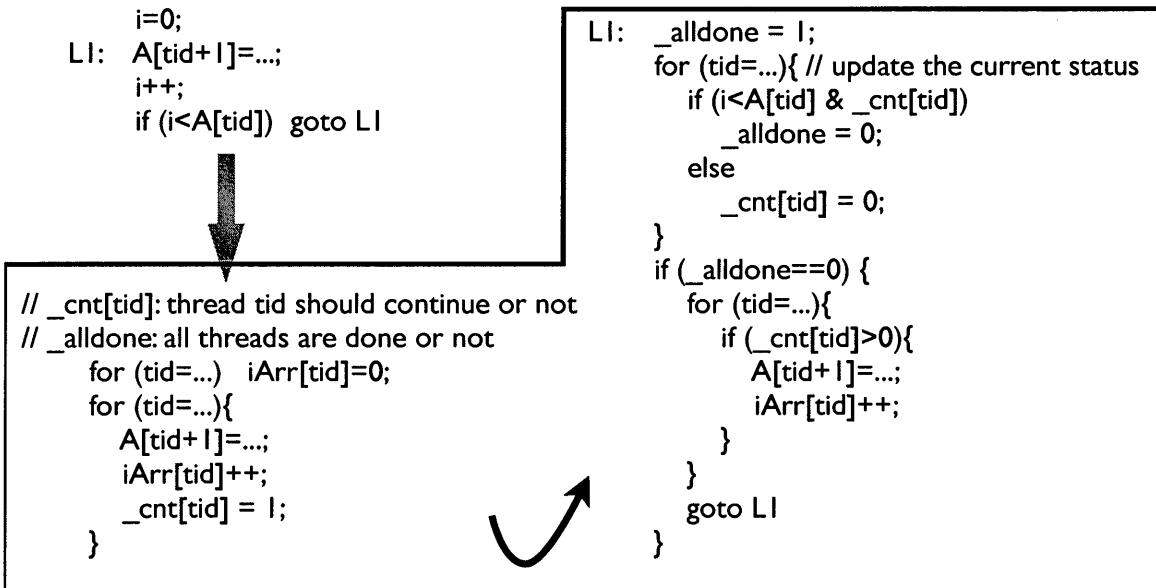 i=0;
L1: A[tid+1]=...;
i++;
if (i<A[tid]) goto L1
// _cnt[tid]: thread tid should continue or not
// _alldone: all threads are done or not
for (tid=...) iArr[tid]=0;
for (tid=...){
A[tid+1]=...;
iArr[tid]++;
_cnt[tid] = 1;
}
L1: _alldone = 1;
for (tid=...){ // update the current status
if (i<A[tid] & _cnt[tid])
_alldone = 0;
else
_cnt[tid] = 0;
}
if (_alldone==0) {
for (tid=...){
if (_cnt[tid]>0){
A[tid+1]=...;
iArr[tid]++;
}
}
goto L1
}